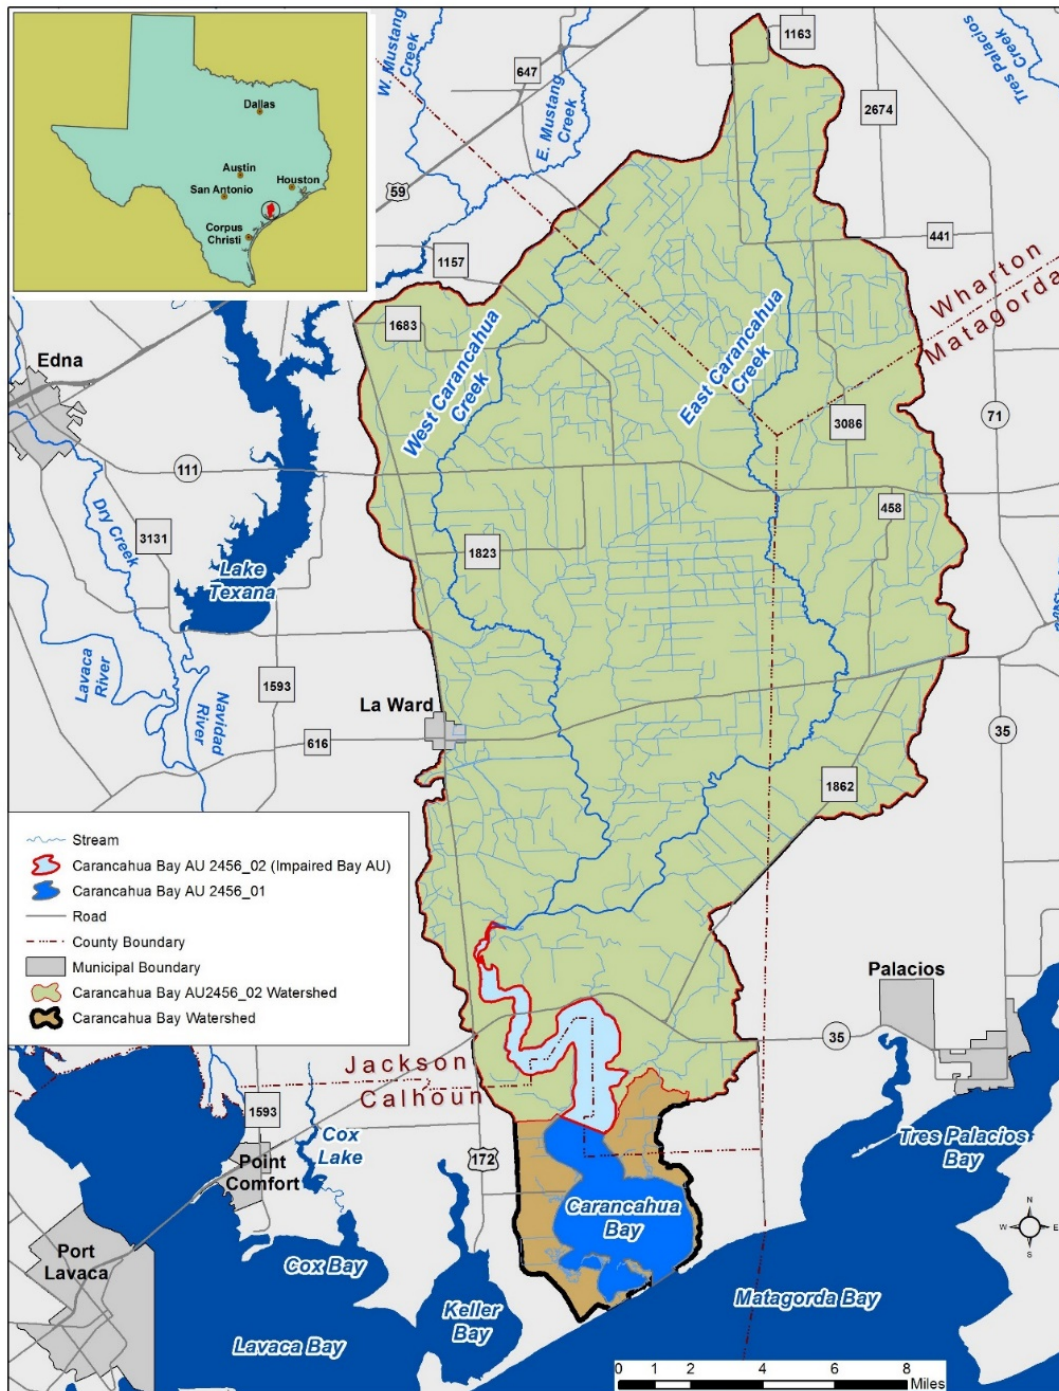 Dallas
Austin
San Antonio
Houston
Corpus
Christi
W. Mustang
Creek
E. Mustang
Creek
Tres Palacios
Creek
647
1163
2674
59
441
1157
1683
Wharton
Matagorda
Edna
West Carancahua
Creek
East Carancahua
Creek
3086
71
111
458
Dry Creek
3131
1823
Lake
Texana
Lavaca
River
Navidad
River
1593
La Ward
616
35
1862
Stream
Carancahua Bay AU 2456_02 (Impaired Bay AU)
Carancahua Bay AU 2456_01
Road
County Boundary
Municipal Boundary
Carancahua Bay AU2456_02 Watershed
Carancahua Bay Watershed
Palacios
35
Jackson
Calhoun
1593
Cox
Lake
Point
Comfort
172
Tres Palacios
Bay
Carancahua
Bay
Port
Lavaca
Cox Bay
Keller
Bay
Lavaca Bay
Matagorda Bay
N
W E
S
0 1 2 4 6 8
Miles